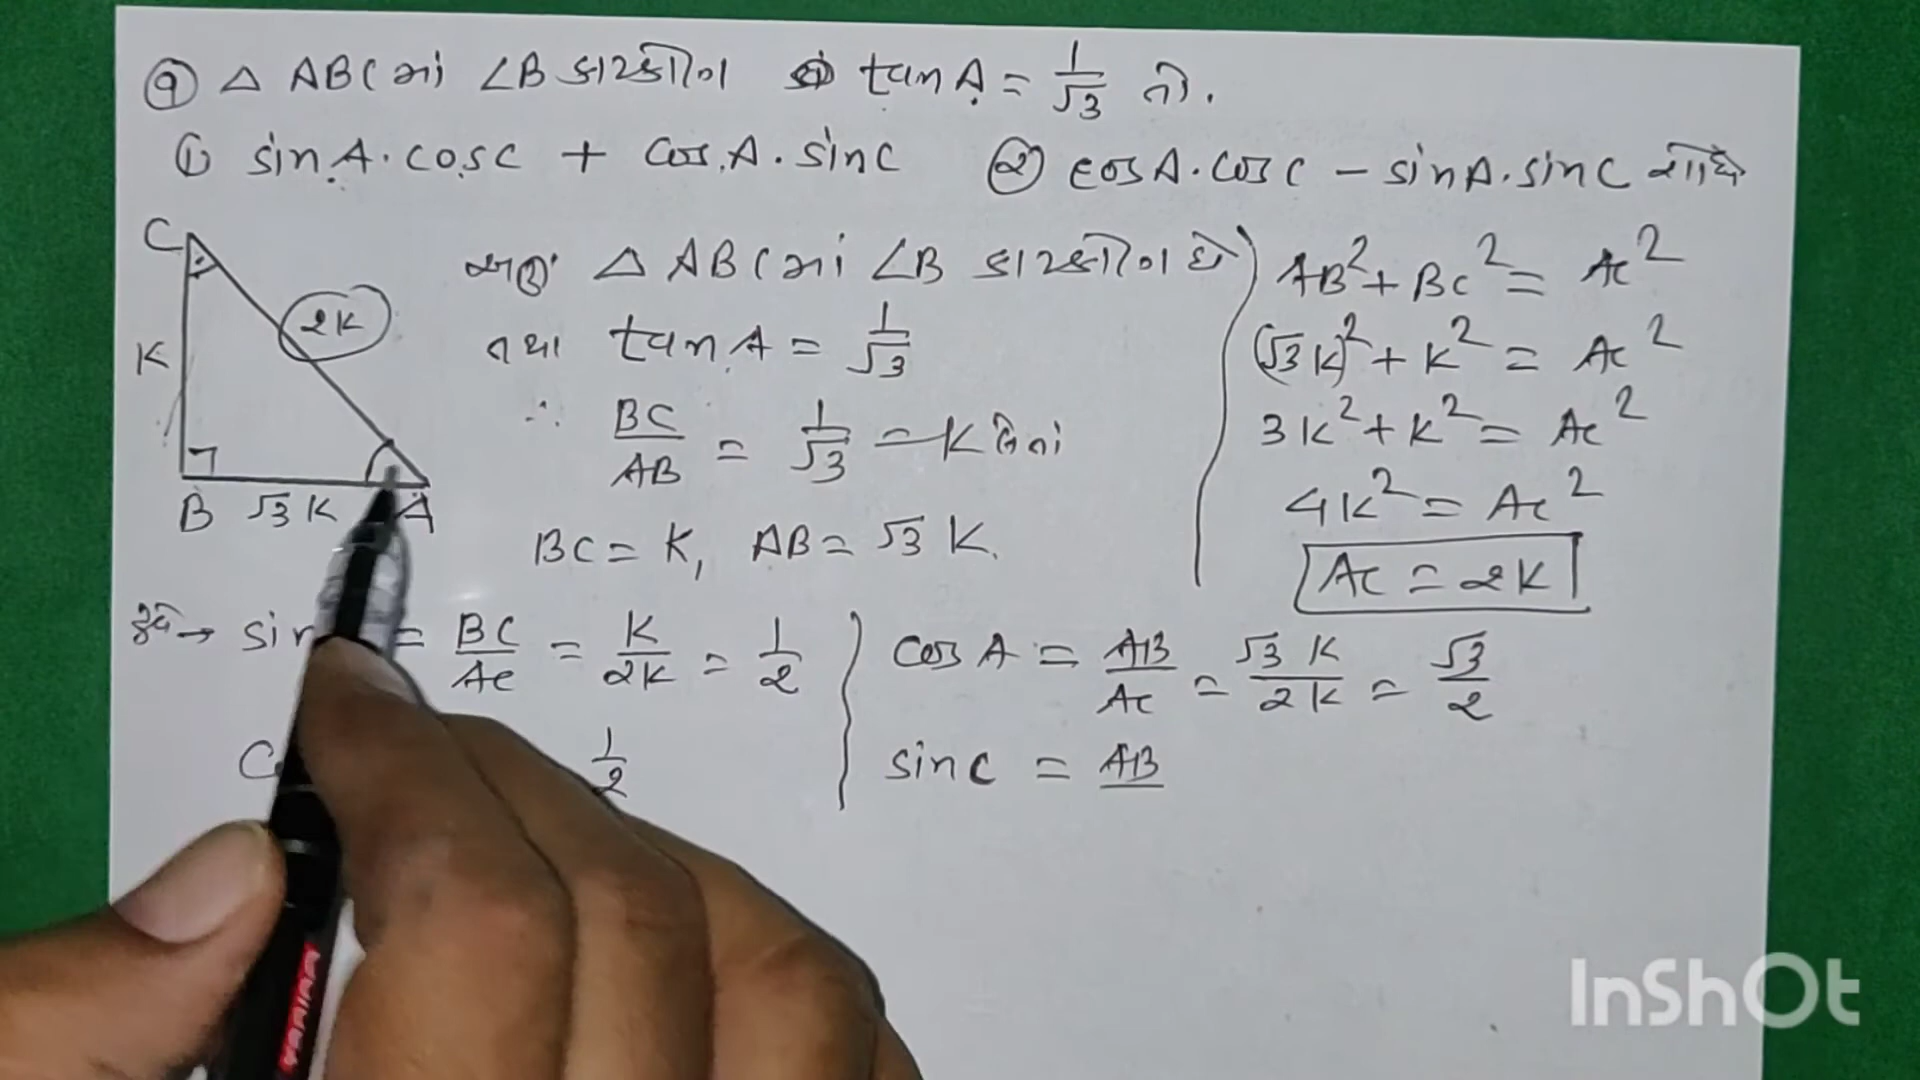 ૧ △ ABC માં ∠B કાટકોણ tan A = 1/√3 તો.
① sin A . cos C + cos A . sin C ② cos A . cos C - sin A . sin C શોધો
C
K
2K
B √3 K A
અહીં △ ABC માં ∠B કાટકોણ છે
તથા tan A = 1/√3
∴ BC/AB = 1/√3 = K લેતાં
BC = K, AB = √3 K.
AB² + BC² = AC²
(√3 K)² + K² = AC²
3K² + K² = AC²
4K² = AC²
AC = 2K
હવે → sin = BC/AC = K/2K = 1/2
cos A = AB/AC = √3 K/2K = √3/2
C 1/2
sin C = AB
InShOt